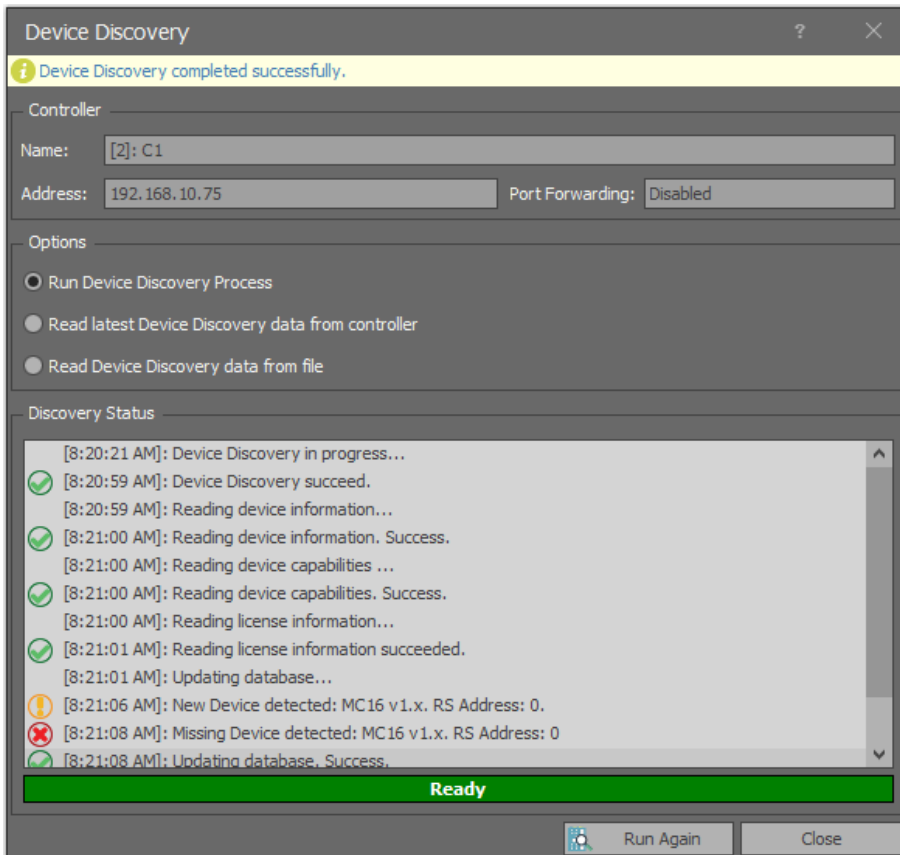 Device Discovery ?
Device Discovery completed successfully.
Controller
Name: [2]: C1
Address: 192.168.10.75 Port Forwarding: Disabled
Options
Run Device Discovery Process
Read latest Device Discovery data from controller
Read Device Discovery data from file
Discovery Status
[8:20:21 AM]: Device Discovery in progress...
[8:20:59 AM]: Device Discovery succeed.
[8:20:59 AM]: Reading device information...
[8:21:00 AM]: Reading device information. Success.
[8:21:00 AM]: Reading device capabilities ...
[8:21:00 AM]: Reading device capabilities. Success.
[8:21:00 AM]: Reading license information...
[8:21:01 AM]: Reading license information succeeded.
[8:21:01 AM]: Updating database...
[8:21:06 AM]: New Device detected: MC16 v1.x. RS Address: 0.
[8:21:08 AM]: Missing Device detected: MC16 v1.x. RS Address: 0
[8:21:08 AM]: Updating database. Success.
Ready
Run Again Close